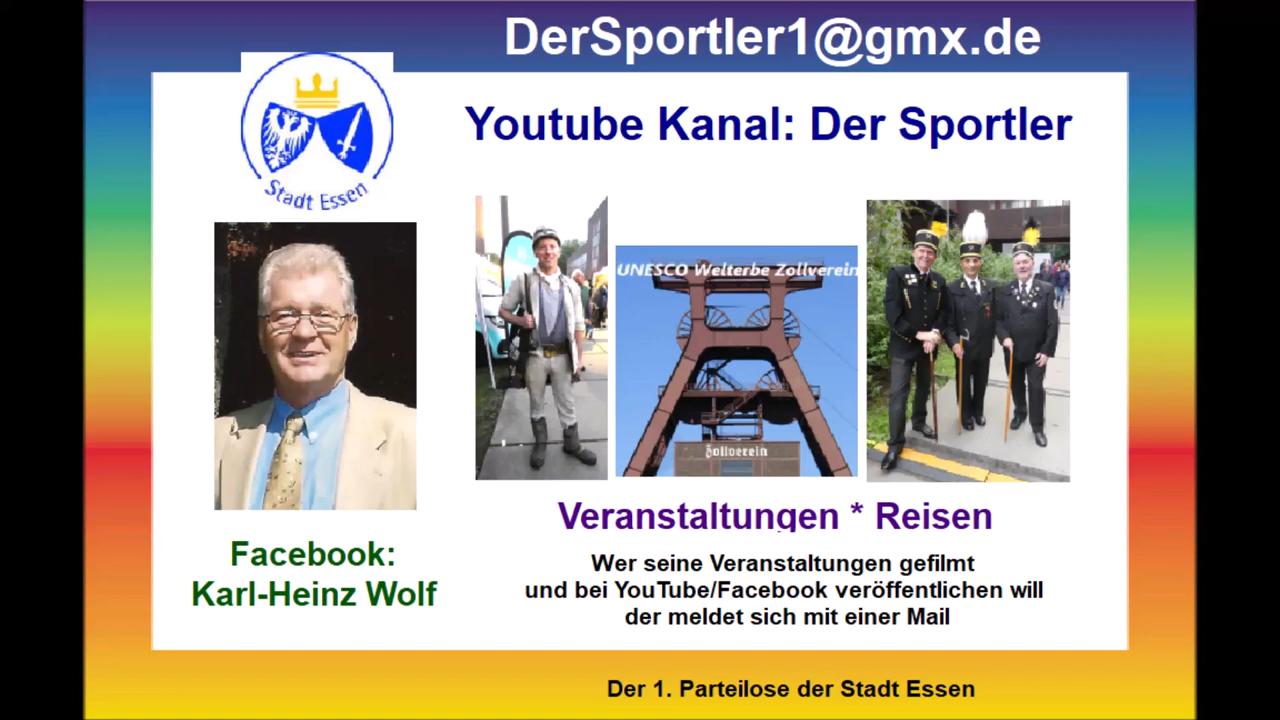 DerSportler1@gmx.de
Youtube Kanal: Der Sportler
Stadt Essen
UNESCO Welterbe Zollverein
Zollverein
Veranstaltungen * Reisen
Facebook:
Karl-Heinz Wolf
Wer seine Veranstaltungen gefilmt
und bei YouTube/Facebook veröffentlichen will
der meldet sich mit einer Mail
Der 1. Parteilose der Stadt Essen